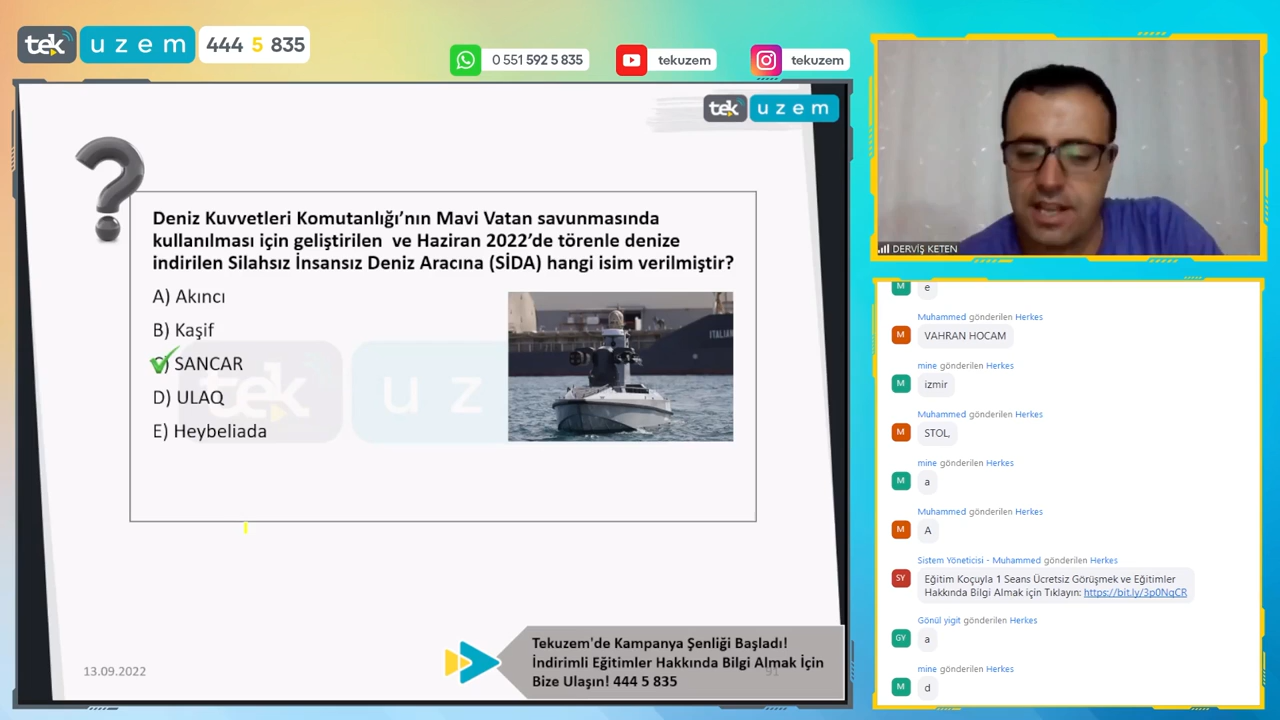 tek uzem 444 5 835
0 551 592 5 835
tekuzem
tekuzem
tek uzem
Deniz Kuvvetleri Komutanlığı’nın Mavi Vatan savunmasında
kullanılması için geliştirilen ve Haziran 2022’de törenle denize
indirilen Silahsız İnsansız Deniz Aracına (SİDA) hangi isim verilmiştir?
A) Akıncı
B) Kaşif
C) SANCAR
D) ULAQ
E) Heybeliada
tek uz
ITALIAN
13.09.2022
91
Tekuzem'de Kampanya Şenliği Başladı!
İndirimli Eğitimler Hakkında Bilgi Almak İçin
Bize Ulaşın! 444 5 835
DERVİŞ KETEN
M e
Muhammed gönderilen Herkes
M VAHRAN HOCAM
mine gönderilen Herkes
M izmir
Muhammed gönderilen Herkes
M STOL,
mine gönderilen Herkes
M a
Muhammed gönderilen Herkes
M A
Sistem Yöneticisi - Muhammed gönderilen Herkes
SY Eğitim Koçuyla 1 Seans Ücretsiz Görüşmek ve Eğitimler
Hakkında Bilgi Almak için Tıklayın: https://bit.ly/3p0NqCR
Gönül yigit gönderilen Herkes
GY a
mine gönderilen Herkes
M d